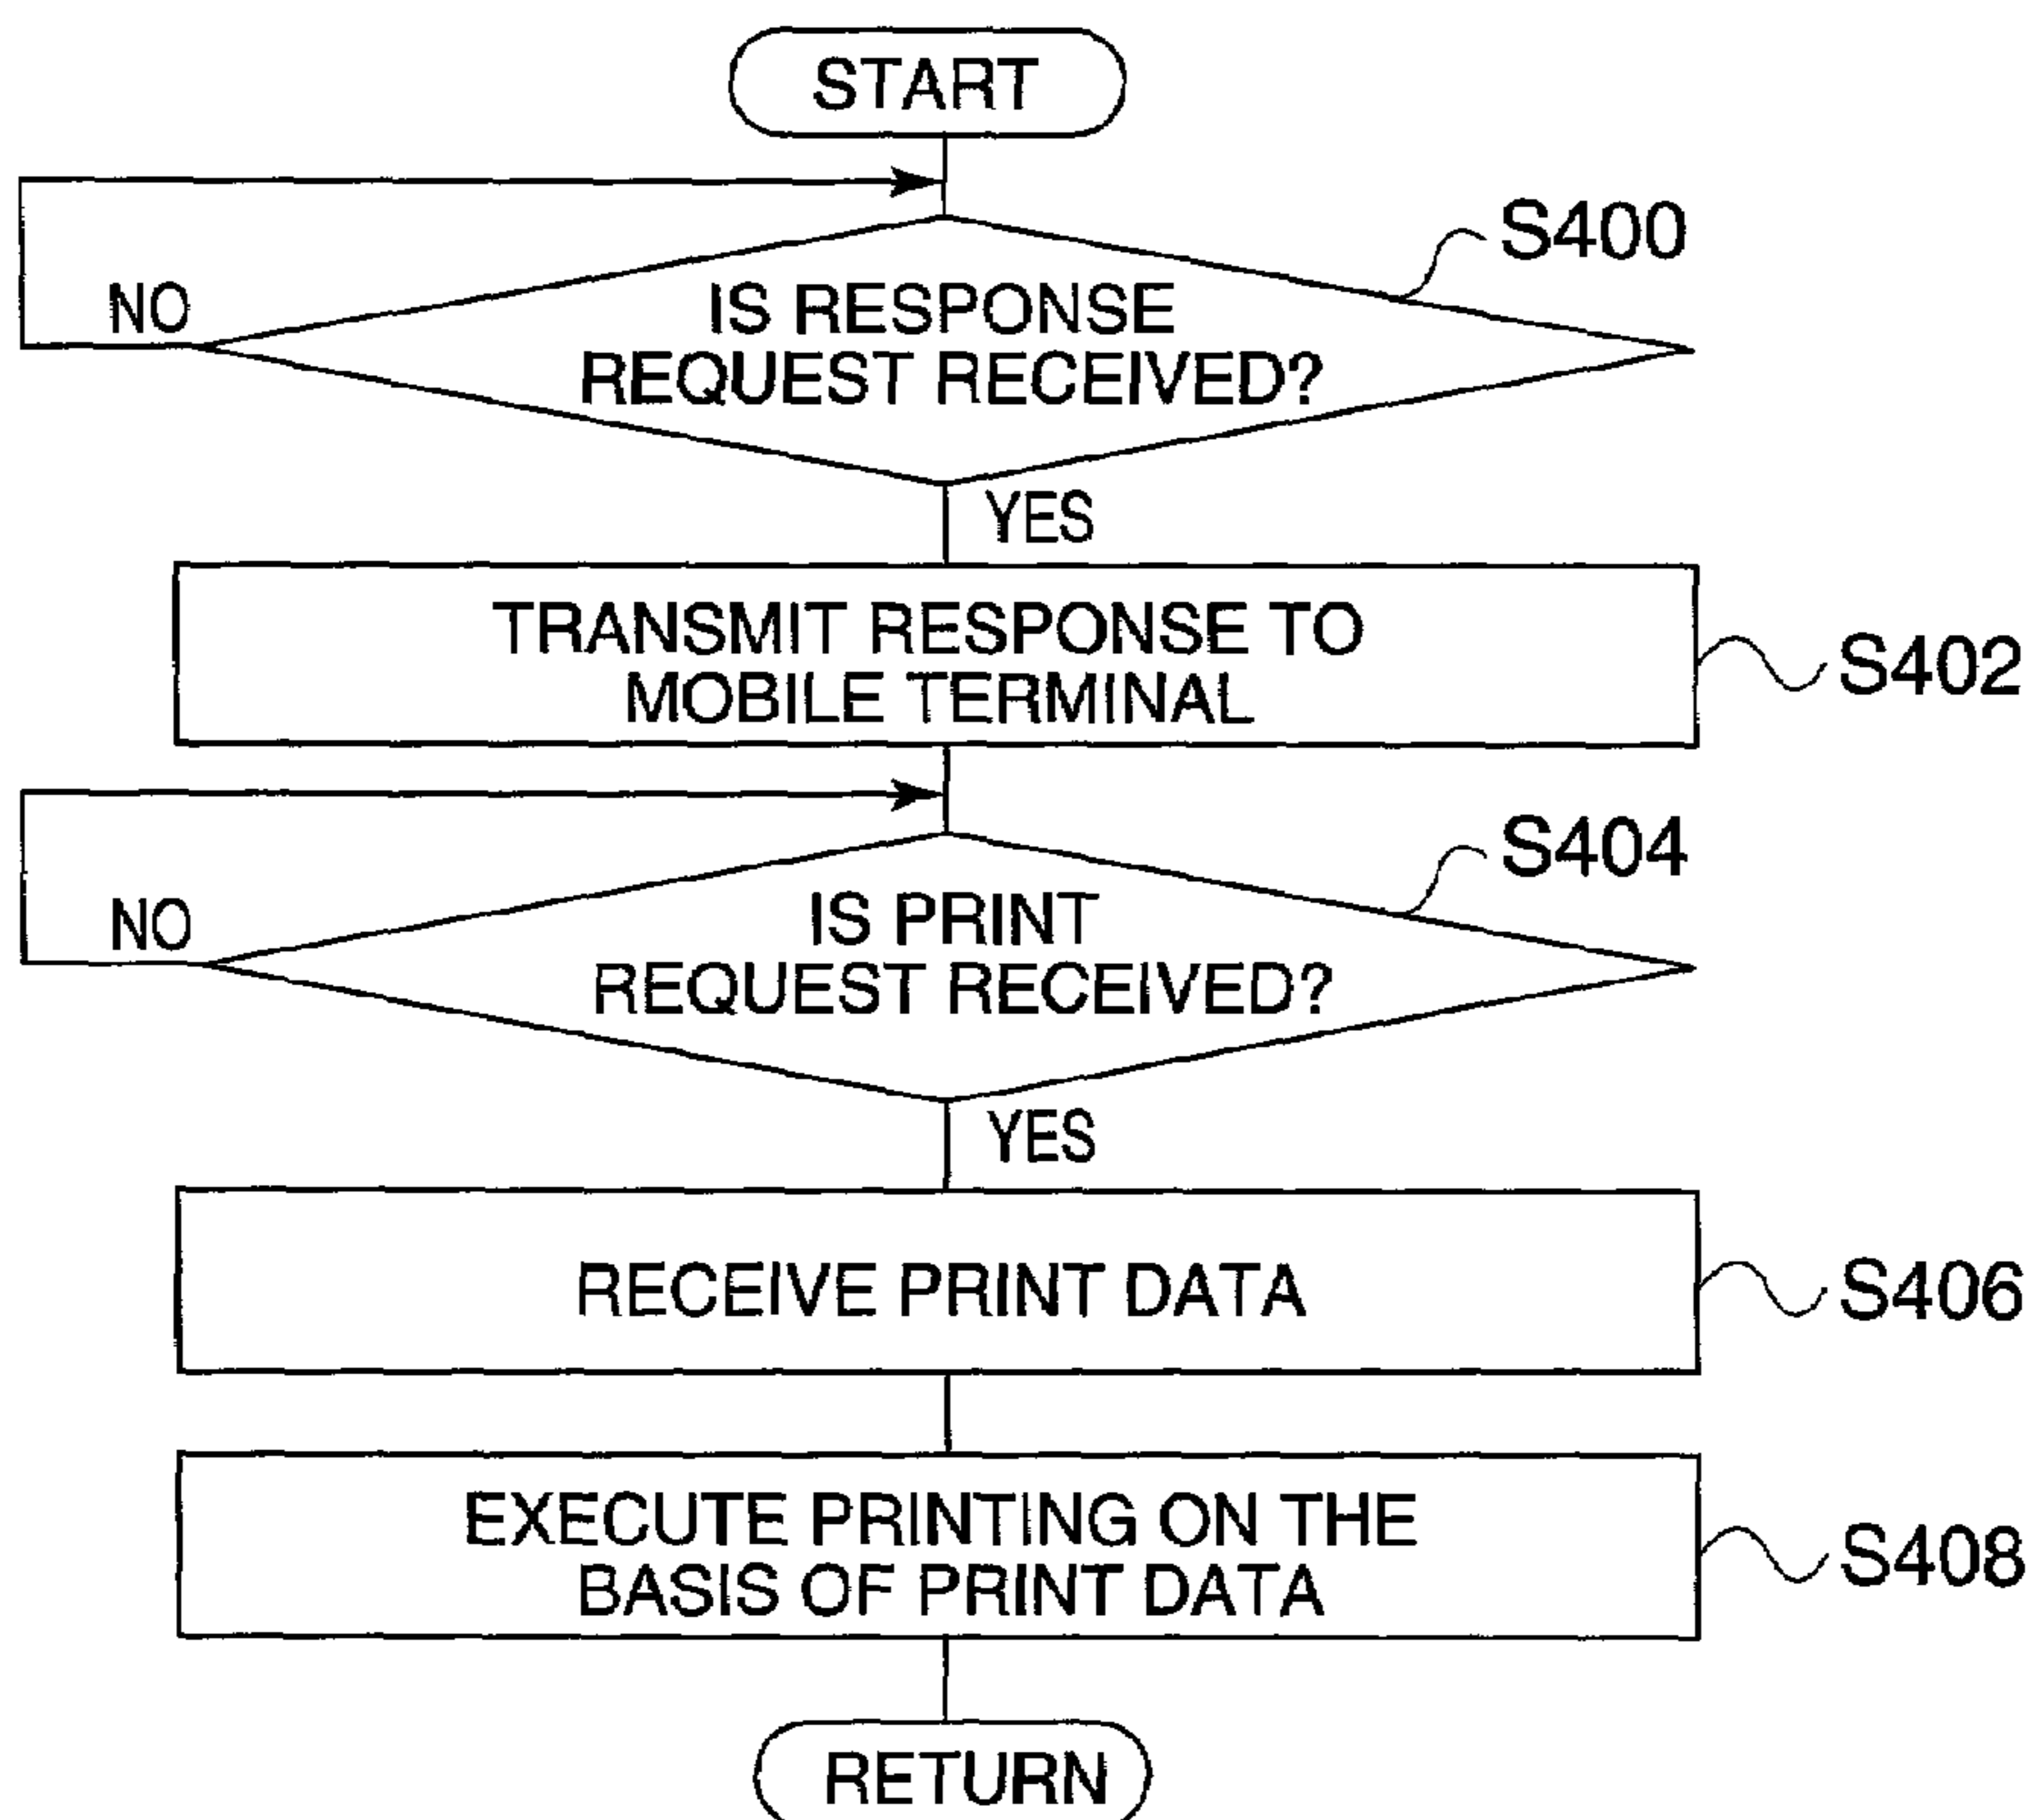 START
S400
NO
IS RESPONSE
REQUEST RECEIVED?
YES
TRANSMIT RESPONSE TO
MOBILE TERMINAL
S402
S404
NO
IS PRINT
REQUEST RECEIVED?
YES
RECEIVE PRINT DATA
S406
EXECUTE PRINTING ON THE
BASIS OF PRINT DATA
S408
RETURN